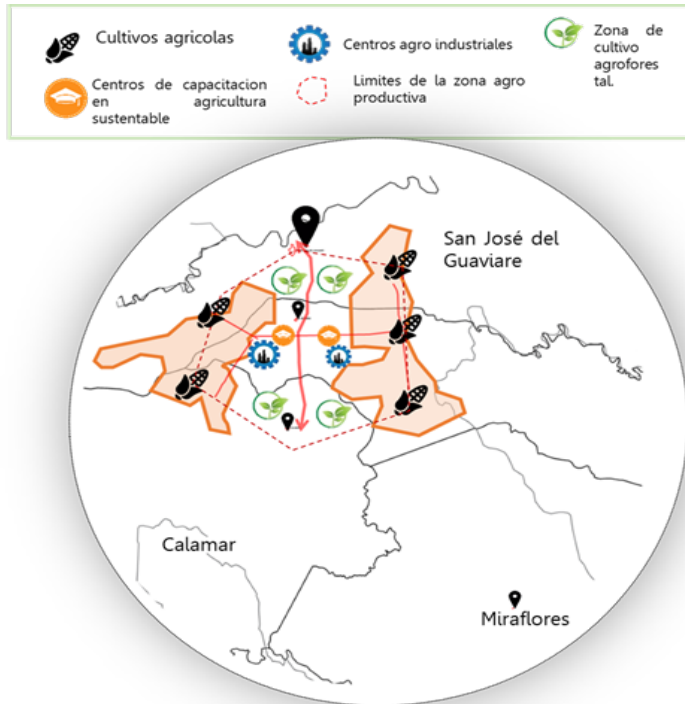 Cultivos agricolas
Centros agro industriales
Zona de
cultivo
agrofores
tal.
Centros de capacitacion
en agricultura
sustentable
Limites de la zona agro
productiva
San José del
Guaviare
Calamar
Miraflores